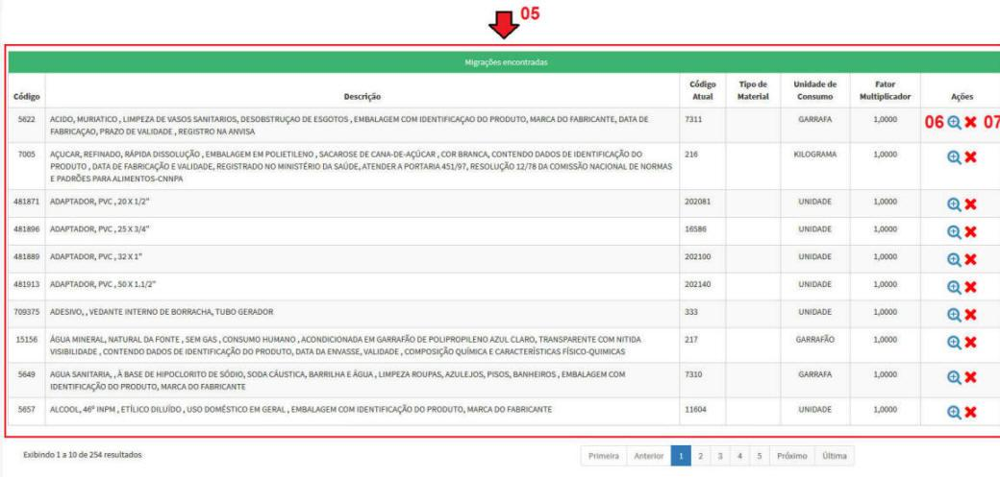 05
Migrações encontradas
Código Descrição Código Atual Tipo de Material Unidade de Consumo Fator Multiplicador Ações
5622 ACIDO, MURIATICO , LIMPEZA DE VASOS SANITARIOS, DESOBSTRUÇAO DE ESGOTOS , EMBALAGEM COM IDENTIFICAÇAO DO PRODUTO, MARCA DO FABRICANTE, DATA DE 7311 GARRAFA 1,0000 06 07
FABRICAÇAO, PRAZO DE VALIDADE , REGISTRO NA ANVISA
7005 AÇUCAR, REFINADO, RÁPIDA DISSOLUÇÃO , EMBALAGEM EM POLIETILENO , SACAROSE DE CANA-DE-AÇÚCAR , COR BRANCA, CONTENDO DADOS DE IDENTIFICAÇÃO DO 216 KILOGRAMA 1,0000
PRODUTO , DATA DE FABRICAÇÃO E VALIDADE, REGISTRADO NO MINISTÉRIO DA SAÚDE, ATENDER A PORTARIA 451/97, RESOLUÇÃO 12/78 DA COMISSÃO NACIONAL DE NORMAS
E PADRÕES PARA ALIMENTOS-CNNPA
481871 ADAPTADOR, PVC , 20 X 1/2" 202081 UNIDADE 1,0000
481896 ADAPTADOR, PVC , 25 X 3/4" 16586 UNIDADE 1,0000
481889 ADAPTADOR, PVC , 32 X 1" 202100 UNIDADE 1,0000
481913 ADAPTADOR, PVC , 50 X 1.1/2" 202140 UNIDADE 1,0000
709375 ADESIVO, , VEDANTE INTERNO DE BORRACHA, TUBO GERADOR 333 UNIDADE 1,0000
15156 ÁGUA MINERAL, NATURAL DA FONTE , SEM GAS , CONSUMO HUMANO , ACONDICIONADA EM GARRAFÃO DE POLIPROPILENO AZUL CLARO, TRANSPARENTE COM NITIDA 217 GARRAFÃO 1,0000
VISIBILIDADE , CONTENDO DADOS DE IDENTIFICAÇÃO DO PRODUTO, DATA DA ENVASSE, VALIDADE , COMPOSIÇÃO QUÍMICA E CARACTERÍSTICAS FÍSICO-QUIMICAS
5649 AGUA SANITARIA, , À BASE DE HIPOCLORITO DE SÓDIO, SODA CÁUSTICA, BARRILHA E ÁGUA , LIMPEZA ROUPAS, AZULEJOS, PISOS, BANHEIROS , EMBALAGEM COM 7310 GARRAFA 1,0000
IDENTIFICAÇÃO DO PRODUTO, MARCA DO FABRICANTE
5657 ALCOOL, 46º INPM , ETÍLICO DILUÍDO , USO DOMÉSTICO EM GERAL , EMBALAGEM COM IDENTIFICAÇÃO DO PRODUTO, MARCA DO FABRICANTE 11604 UNIDADE 1,0000
Exibindo 1 a 10 de 254 resultados Primeira Anterior 1 2 3 4 5 Próximo Última